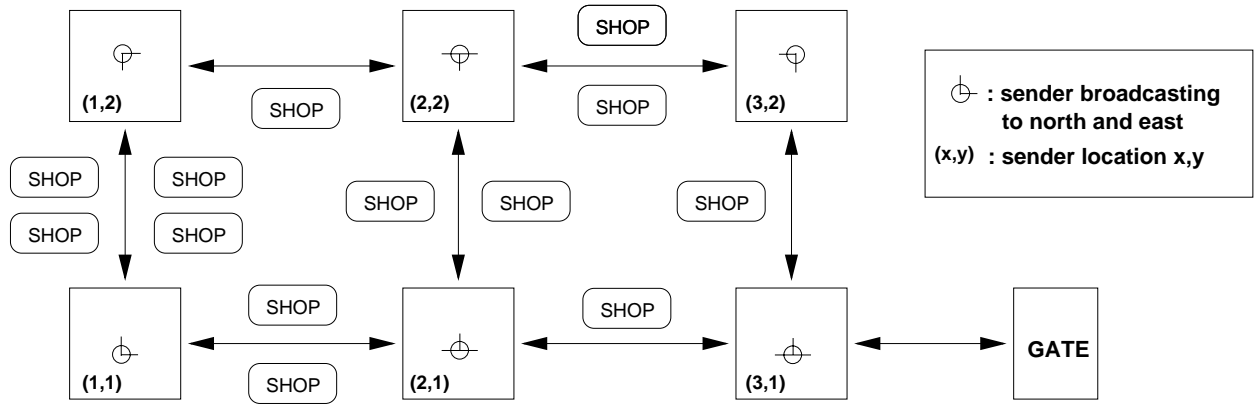 SHOP
(1,2)
(2,2)
(3,2)
SHOP
SHOP
: sender broadcasting
to north and east
(x,y) : sender location x,y
SHOP
SHOP
SHOP
SHOP
SHOP
SHOP
SHOP
SHOP
SHOP
(1,1)
(2,1)
(3,1)
SHOP
GATE
SHOP